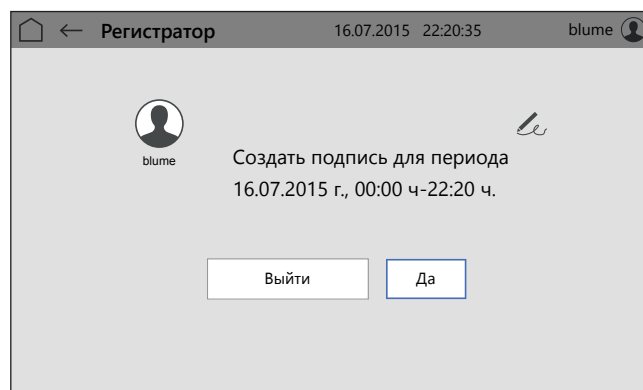 Регистратор 16.07.2015 22:20:35 blume
blume
Создать подпись для периода
16.07.2015 г., 00:00 ч-22:20 ч.
Выйти Да